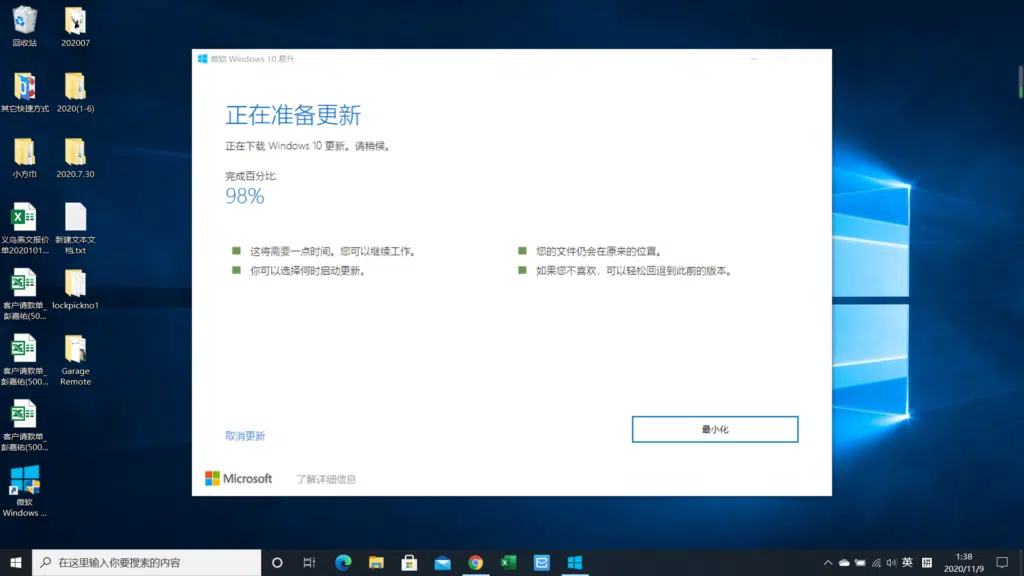 回收站
202007
其它快捷方式
2020(1-6)
小方巾
2020.7.30
义乌蒸文报价
单2020101...
新建文本文
档.txt
客户请款单_
彭嘉佑(50...
lockpickno1
客户请款单_
彭嘉佑(500...
Garage
Remote
客户请款单_
彭嘉佑(500...
微软
Windows ...
微软 Windows 10 易升
正在准备更新
正在下载 Windows 10 更新。请稍候。
完成百分比:
98%
这将需要一点时间。您可以继续工作。
你可以选择何时启动更新。
您的文件仍会在原来的位置。
如果您不喜欢，可以轻松回退到此前的版本。
取消更新
最小化
Microsoft
了解详细信息
在这里输入你要搜索的内容
英
1:38
2020/11/9